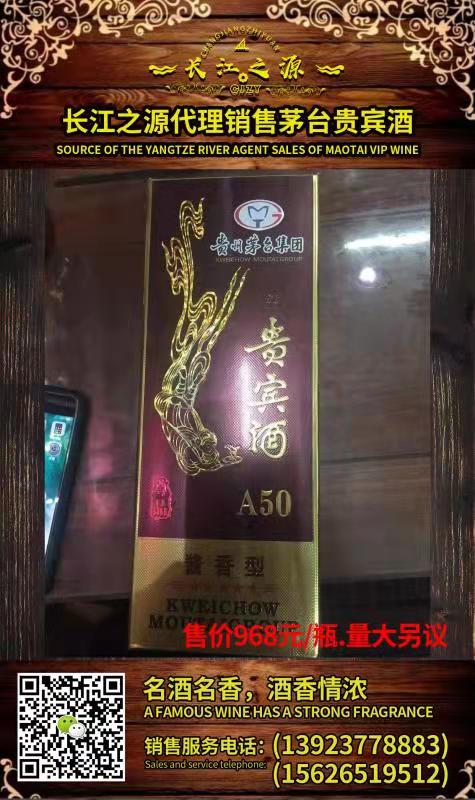 CHANGJIANGZHIYUAN
长江之源
CJZY
长江之源代理销售茅台贵宾酒
SOURCE OF THE YANGTZE RIVER AGENT SALES OF MAOTAI VIP WINE
贵州茅台集团
KWEICHOW MOUTAI GROUP
贵宾酒
A50
酱香型
KWEICHOW
MOUTAI GROUP
售价968元/瓶.量大另议
名酒名香，酒香情浓
A FAMOUS WINE HAS A STRONG FRAGRANCE
销售服务电话：(13923778883)
Sales and service telephone:
(15626519512)